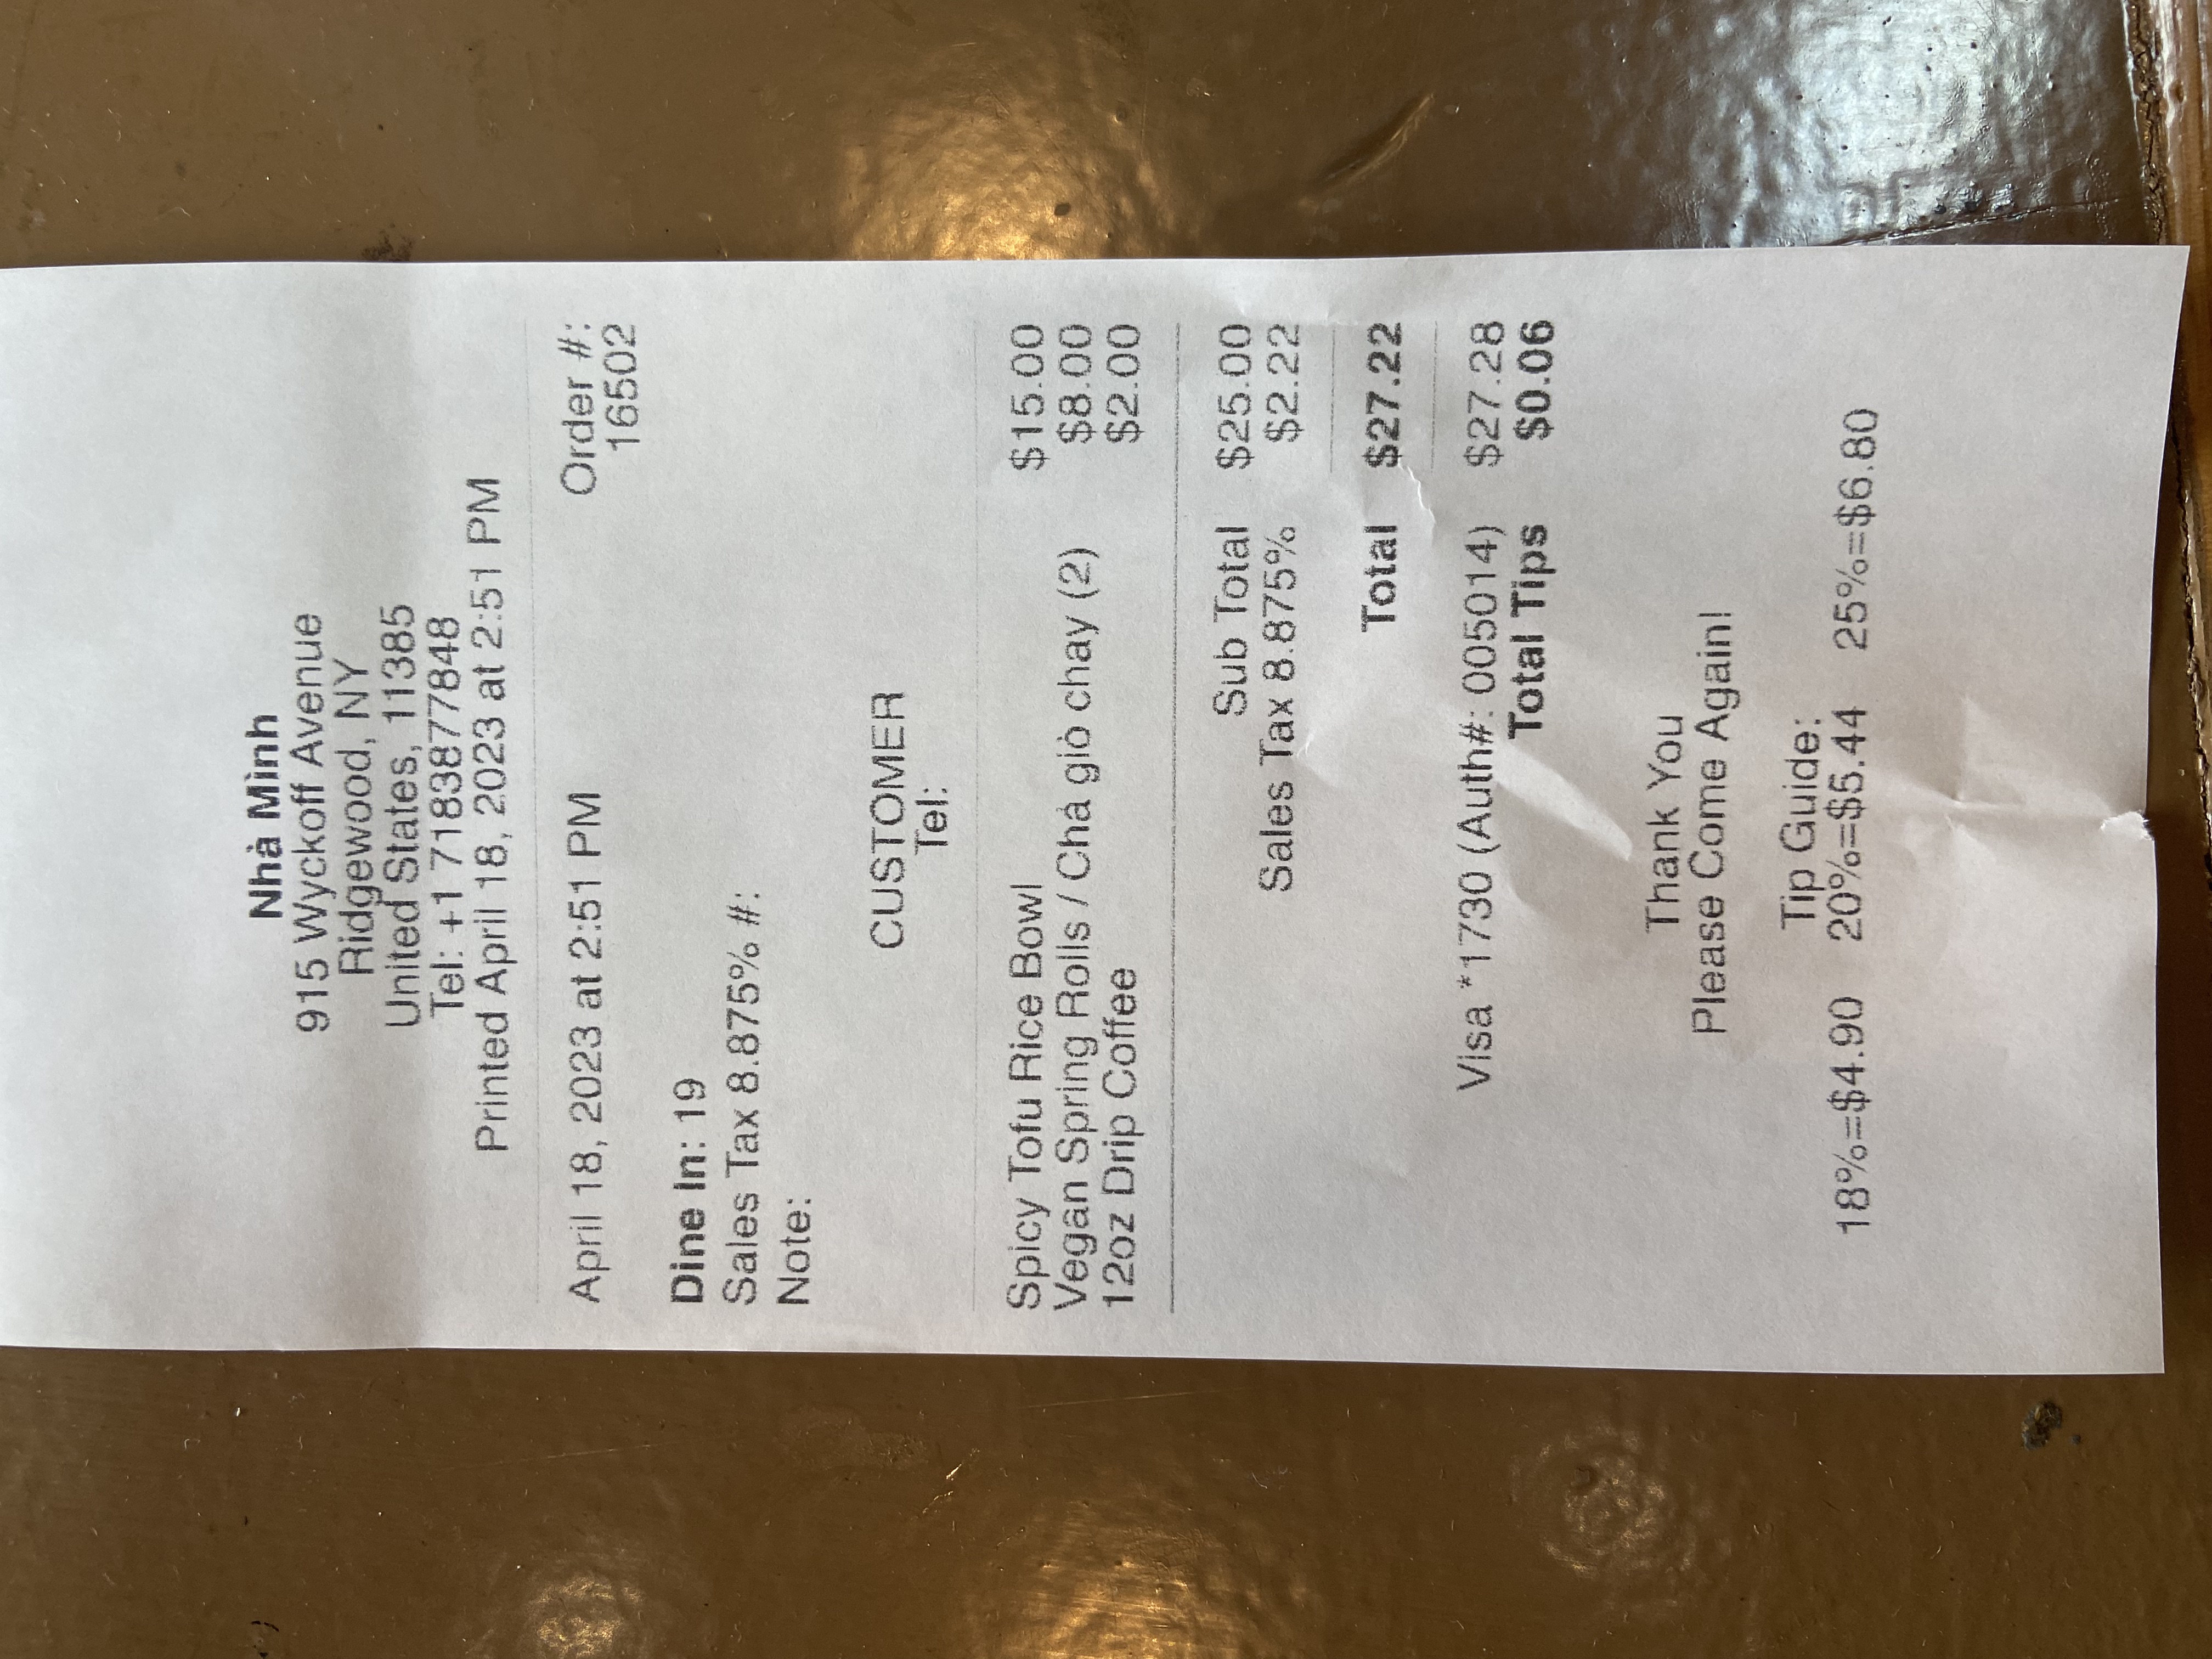 Nhà Mình
915 Wyckoff Avenue
Ridgewood, NY
United States, 11385
Tel: +1 7183877848
Printed April 18, 2023 at 2:51 PM
April 18, 2023 at 2:51 PM
Order #:
16502
Dine In: 19
Sales Tax 8.875% #:
Note:
CUSTOMER
Tel:
Spicy Tofu Rice Bowl $15.00
Vegan Spring Rolls / Chả giò chay (2) $8.00
12oz Drip Coffee $2.00
Sub Total $25.00
Sales Tax 8.875% $2.22
Total $27.22
Visa *1730 (Auth#: 005014) $27.28
Total Tips $0.06
Thank You
Please Come Again!
Tip Guide:
18%=$4.90 20%=$5.44 25%=$6.80